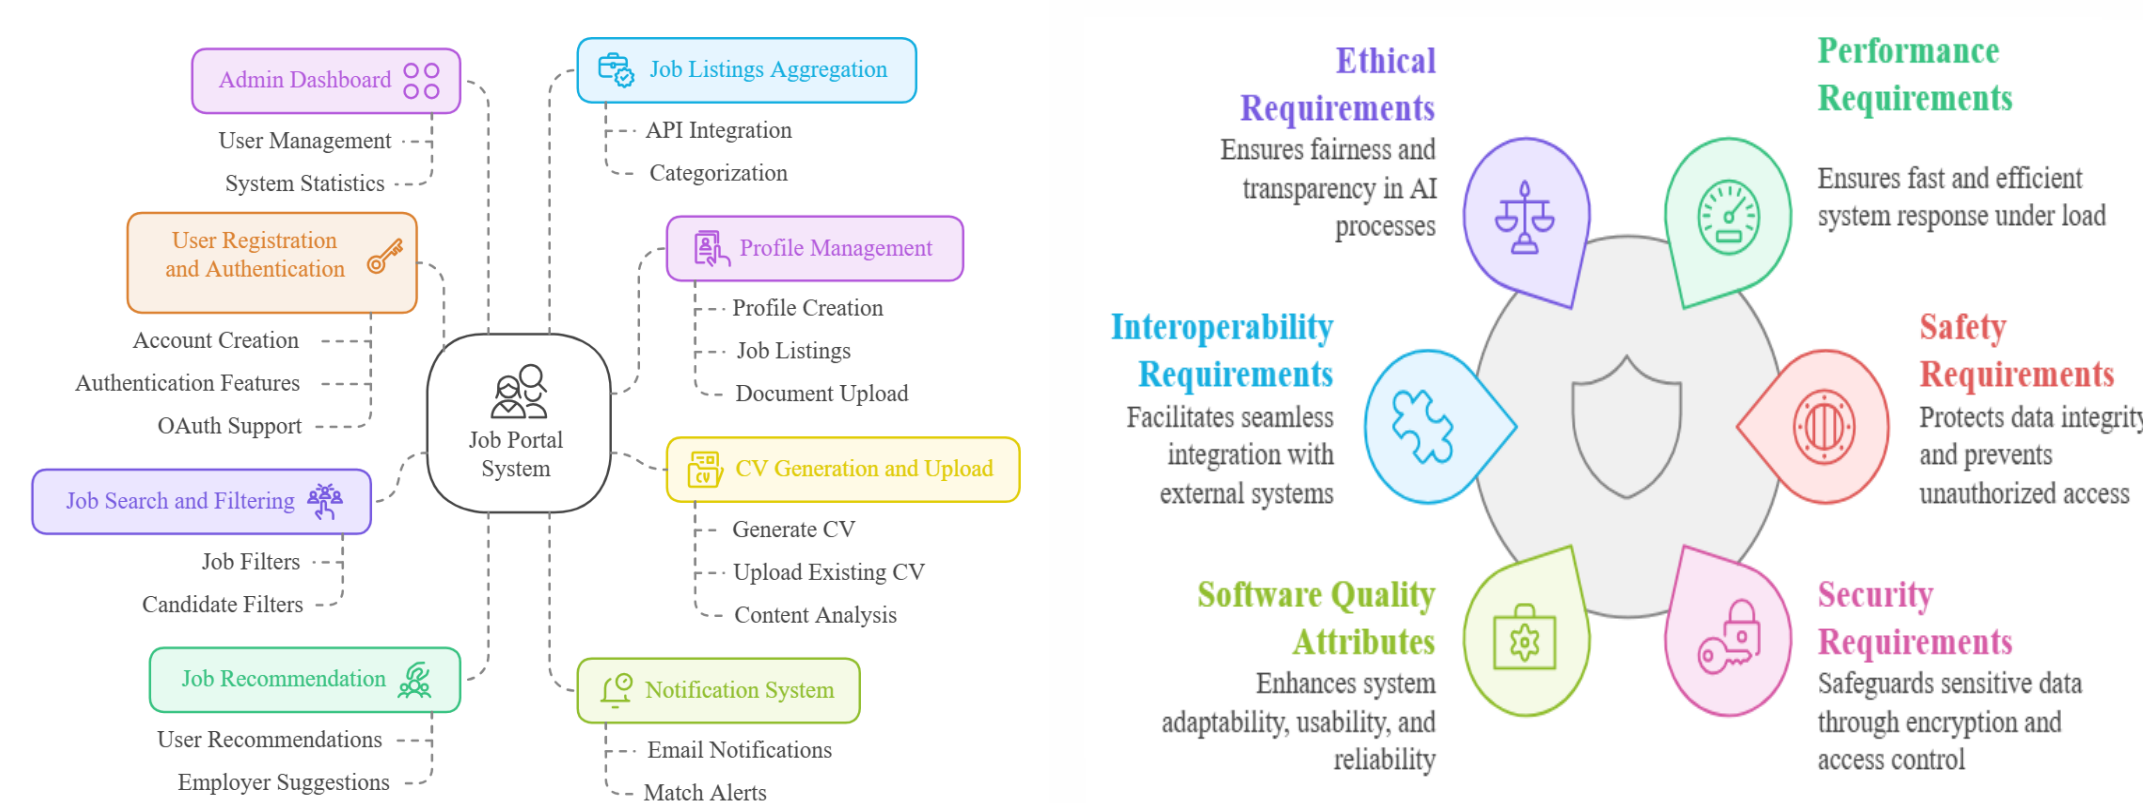 Admin Dashboard
User Management
System Statistics
User Registration
and Authentication
Account Creation
Authentication Features
OAuth Support
Job Search and Filtering
Job Filters
Candidate Filters
Job Recommendation
User Recommendations
Employer Suggestions
Job Portal
System
Job Listings Aggregation
API Integration
Categorization
Profile Management
Profile Creation
Job Listings
Document Upload
CV
CV Generation and Upload
Generate CV
Upload Existing CV
Content Analysis
Notification System
Email Notifications
Match Alerts
Ethical
Requirements
Ensures fairness and
transparency in AI
processes
Interoperability
Requirements
Facilitates seamless
integration with
external systems
Software Quality
Attributes
Enhances system
adaptability, usability, and
reliability
Performance
Requirements
Ensures fast and efficient
system response under load
Safety
Requirements
Protects data integrity
and prevents
unauthorized access
Security
Requirements
Safeguards sensitive data
through encryption and
access control